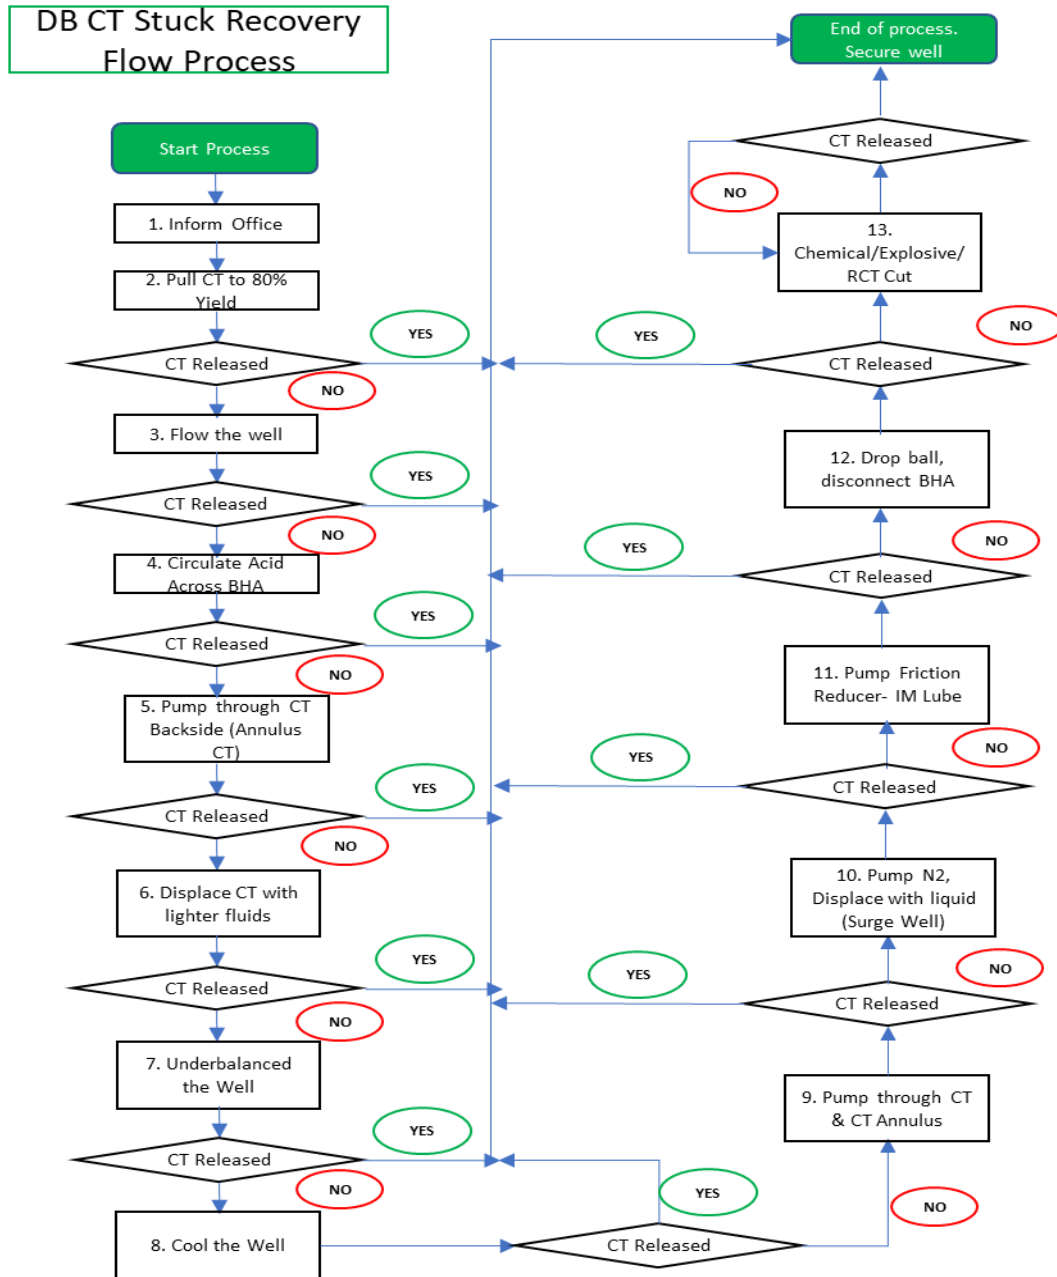 DB CT Stuck Recovery
Flow Process
Start Process
1. Inform Office
2. Pull CT to 80%
Yield
CT Released
YES
NO
3. Flow the well
CT Released
YES
NO
4. Circulate Acid
Across BHA
CT Released
YES
NO
5. Pump through CT
Backside (Annulus
CT)
CT Released
YES
NO
6. Displace CT with
lighter fluids
CT Released
YES
NO
7. Underbalanced
the Well
CT Released
YES
NO
8. Cool the Well
CT Released
YES
NO
9. Pump through CT
& CT Annulus
CT Released
YES
NO
10. Pump N2,
Displace with liquid
(Surge Well)
CT Released
YES
NO
11. Pump Friction
Reducer- IM Lube
CT Released
YES
NO
12. Drop ball,
disconnect BHA
CT Released
YES
NO
13.
Chemical/Explosive/
RCT Cut
CT Released
NO
End of process.
Secure well